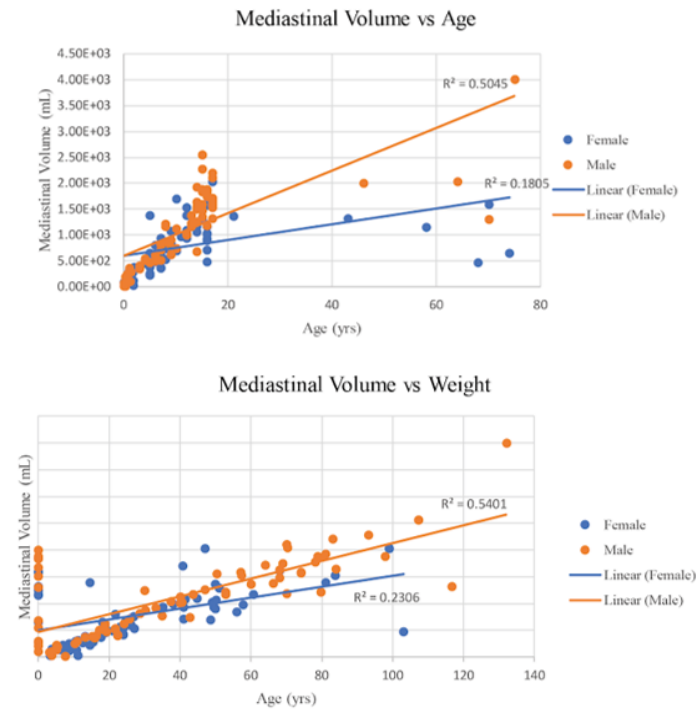 Mediastinal Volume vs Age
4.50E+03
4.00E+03
3.50E+03
3.00E+03
2.50E+03
2.00E+03
1.50E+03
1.00E+03
5.00E+02
0.00E+00
Mediastinal Volume (mL)
R² = 0.5045
R² = 0.1805
0 20 40 60 80
Age (yrs)
Female
Male
Linear (Female)
Linear (Male)
Mediastinal Volume vs Weight
Mediastinal Volume (mL)
R² = 0.5401
R² = 0.2306
0 20 40 60 80 100 120 140
Age (yrs)
Female
Male
Linear (Female)
Linear (Male)